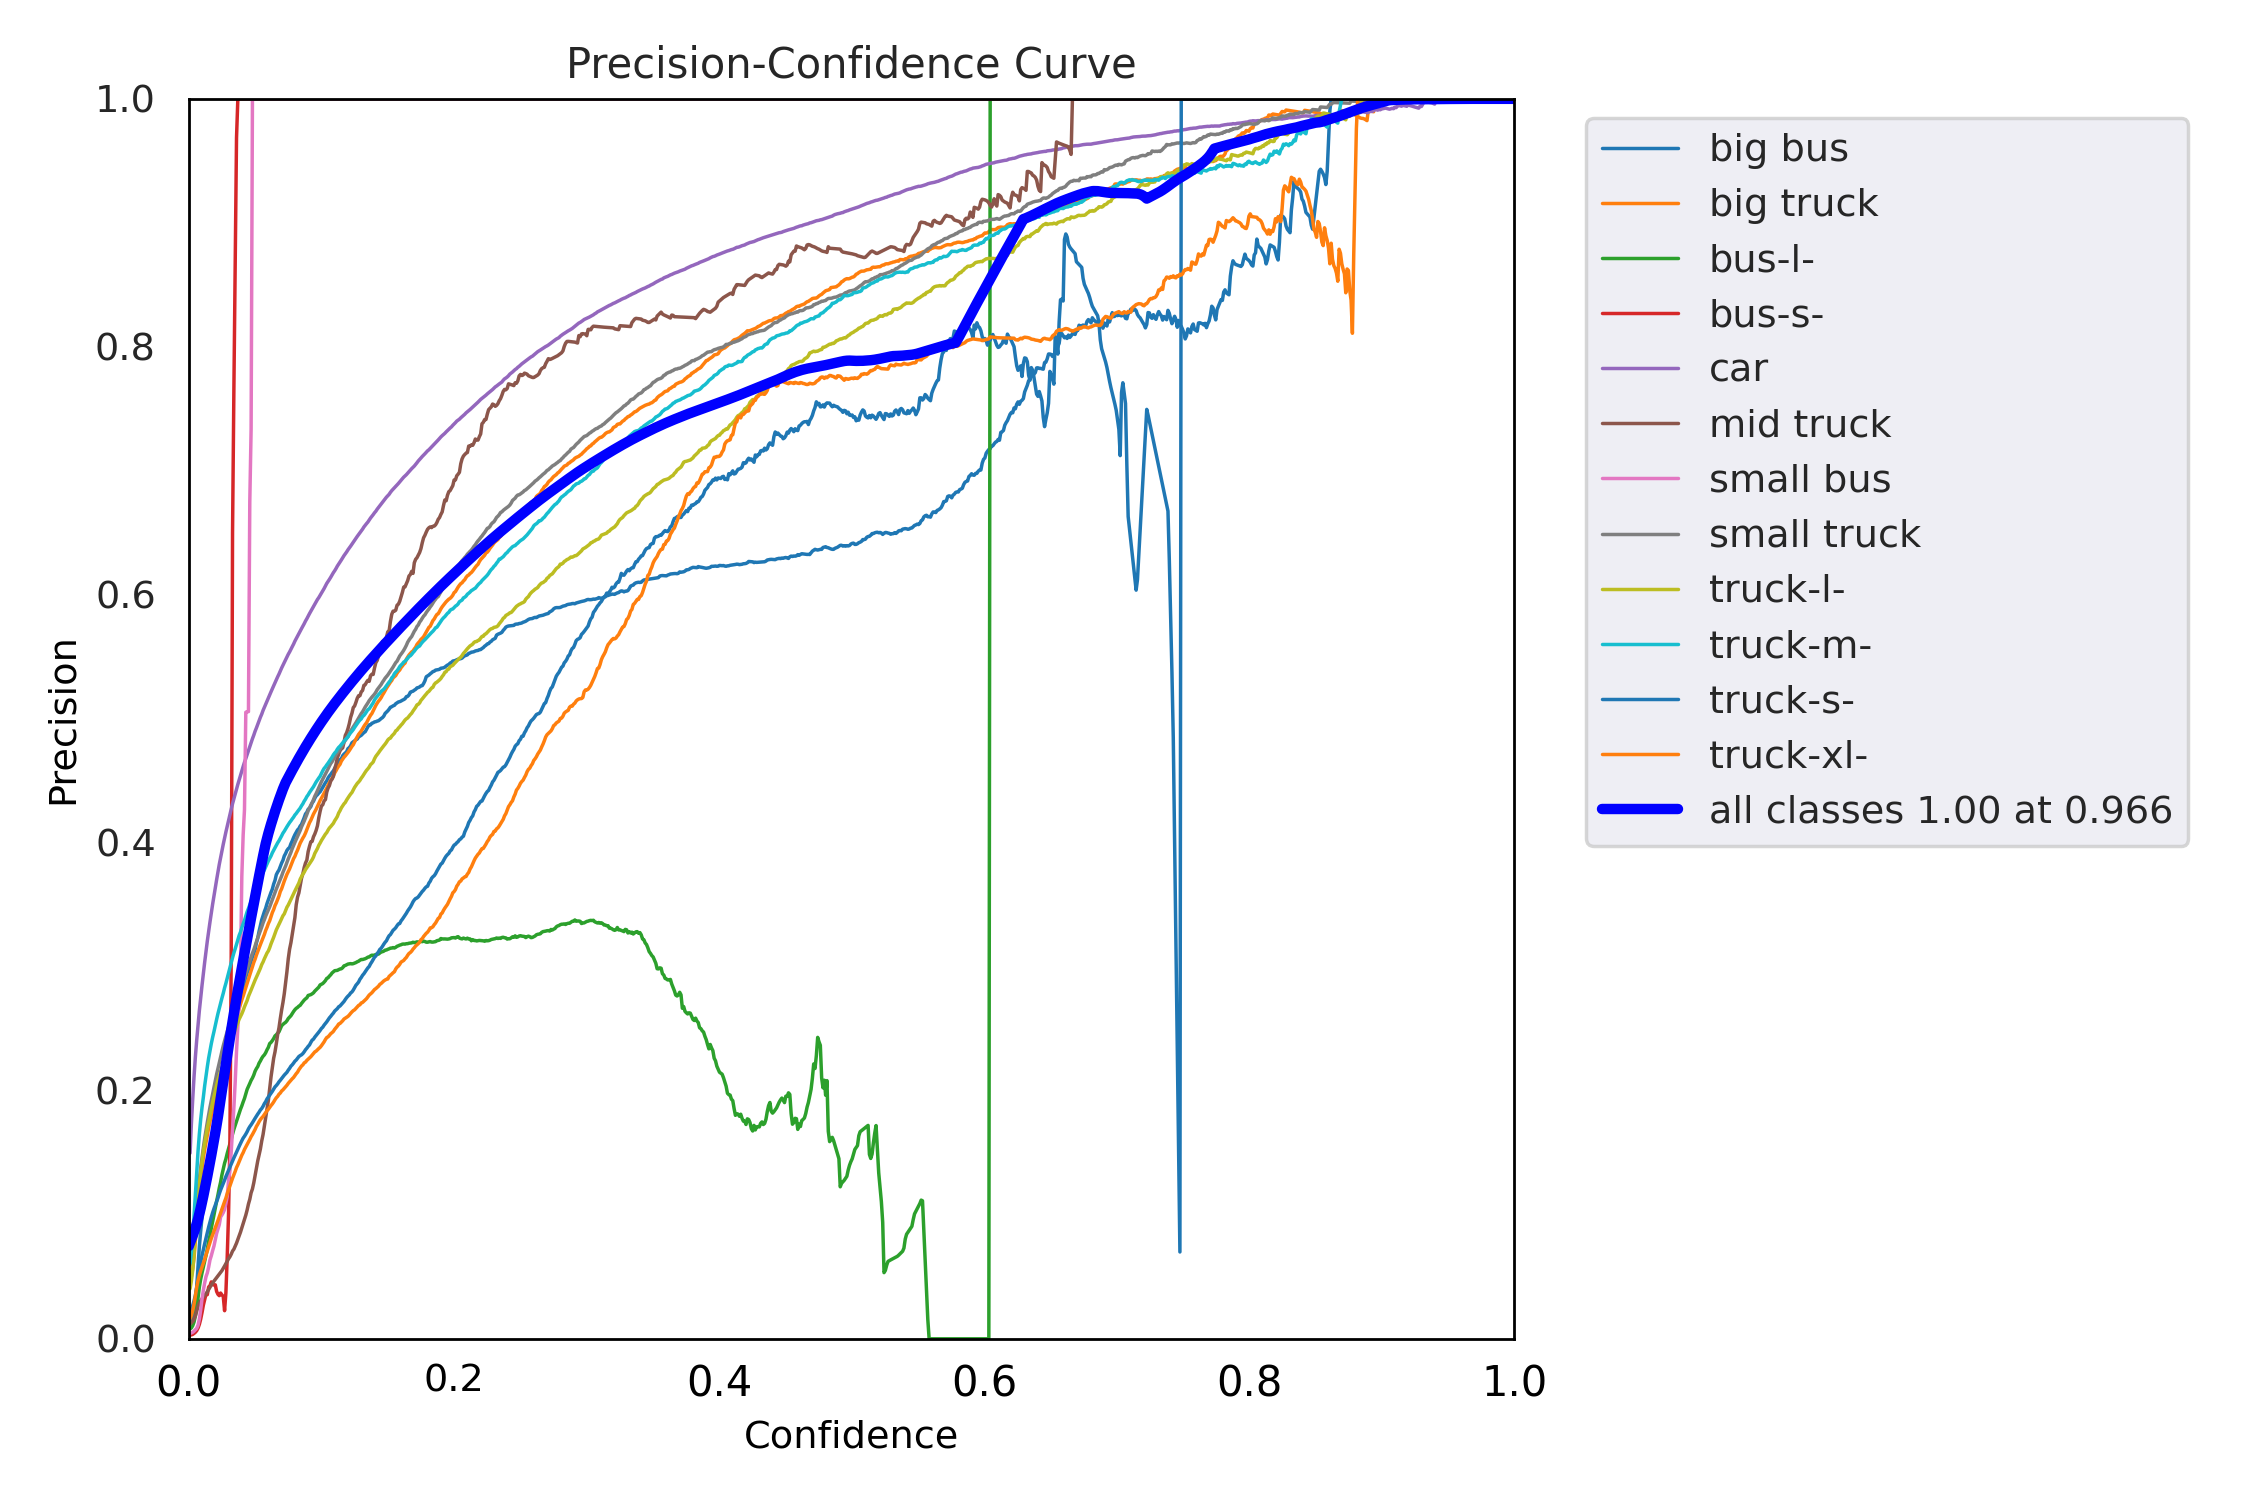 Precision-Confidence Curve
1.0
0.8
0.6
0.4
0.2
0.0
Precision
0.0 0.2 0.4 0.6 0.8 1.0
Confidence
big bus
big truck
bus-l-
bus-s-
car
mid truck
small bus
small truck
truck-l-
truck-m-
truck-s-
truck-xl-
all classes 1.00 at 0.966